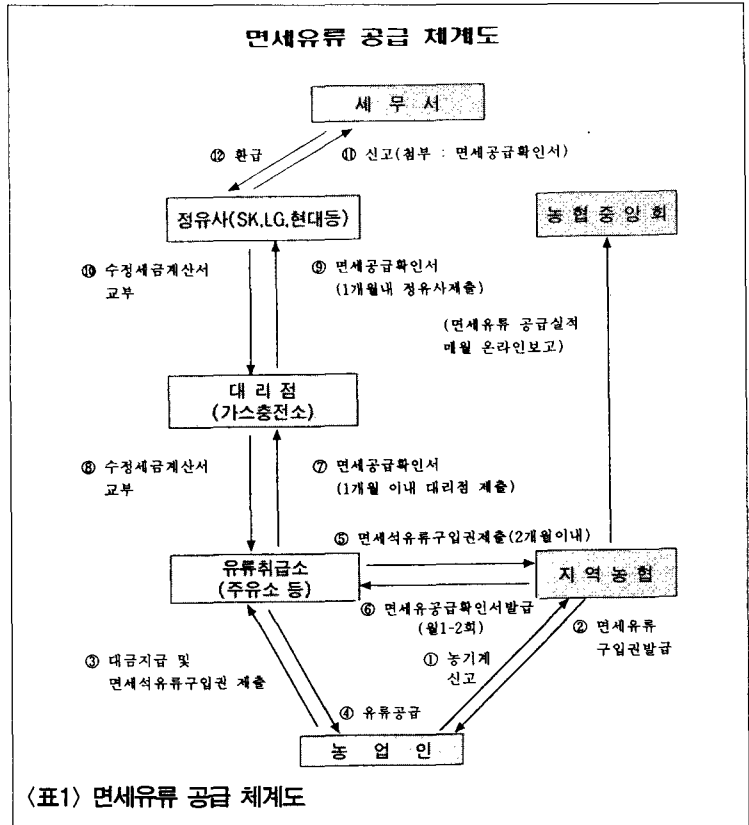 면세유류 공급 체계도
세 무 서
⑫ 환급
⑪ 신고(첨부 : 면세공급확인서)
정유사(SK,LG,현대등)
농협중앙회
⑩ 수정세금계산서
교부
⑨ 면세공급확인서
(1개월내 정유사제출)
(면세유류 공급실적
매월 온라인보고)
대 리 점
(가스충전소)
⑧ 수정세금계산서
교부
⑦ 면세공급확인서
(1개월 이내 대리점 제출)
⑤ 면세석유류구입권제출(2개월이내)
유류취급소
(주유소 등)
지역농협
⑥ 면세유공급확인서발급
(월1-2회)
② 면세유류
구입권발급
① 농기계
신고
③ 대금지급 및
면세석유류구입권 제출
④ 유류공급
농 업 인
〈표1〉 면세유류 공급 체계도